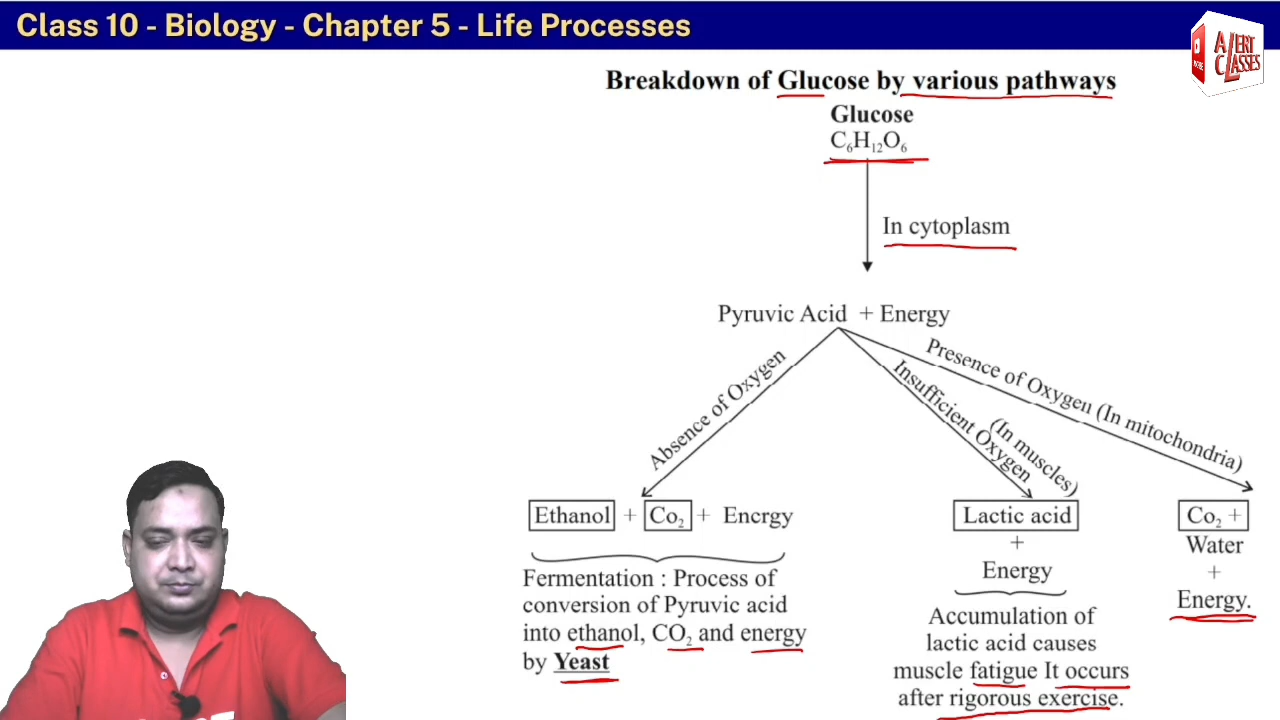 Class 10 - Biology - Chapter 5 - Life Processes
ALERT
CLASSES
Breakdown of Glucose by various pathways
Glucose
C₆H₁₂O₆
In cytoplasm
Pyruvic Acid + Energy
Absence of Oxygen
Insufficient Oxygen
(In muscles)
Presence of Oxygen (In mitochondria)
Ethanol + Co₂ + Energy
Fermentation : Process of
conversion of Pyruvic acid
into ethanol, CO₂ and energy
by Yeast
Lactic acid
+
Energy
Accumulation of
lactic acid causes
muscle fatigue It occurs
after rigorous exercise.
Co₂ +
Water
+
Energy.